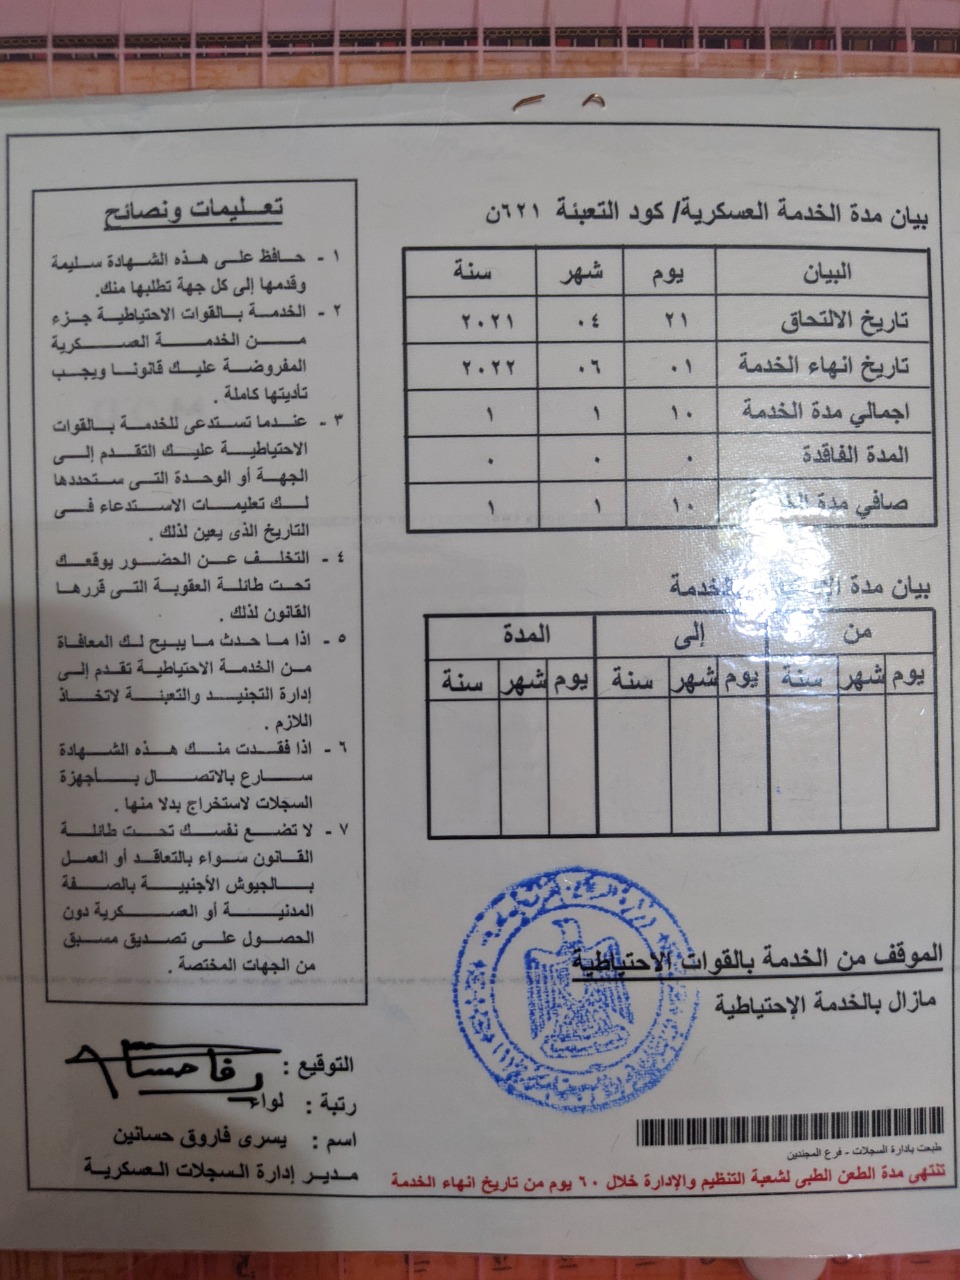 بيان مدة الخدمة العسكرية/ كود التعبئة ٦٢١ن
البيان يوم شهر سنة
تاريخ الالتحاق ٢١ ٠٤ ٢٠٢١
تاريخ انهاء الخدمة ٠١ ٠٦ ٢٠٢٢
اجمالي مدة الخدمة ١٠ ١ ١
المدة الفاقدة ٠ ٠ ٠
صافي مدة ١٠ ١ ١
بيان مدة الخدمة
من إلى المدة
يوم شهر سنة يوم شهر سنة يوم شهر سنة
الموقف من الخدمة بالقوات الاحتياطية
مازال بالخدمة الإحتياطية
طبعت بادارة السجلات - فرع المجندين
تنتهى مدة الطعن الطبى لشعبة التنظيم والإدارة خلال ٦٠ يوم من تاريخ انهاء الخدمة
تعـليمات ونصائح
١ - حافظ على هذه الشهادة سليمة
وقدمها إلى كل جهة تطلبها منك.
٢ - الخدمة بالقوات الاحتياطية جزء
من الخدمة العسكرية
المفروضة عليك قانونا ويجب
تأديتها كاملة .
٣ - عندما تستدعى للخدمة بالقوات
الاحتياطية عليك التقدم إلى
الجهة أو الوحدة التى ستحددها
لك تعليمات الاستدعاء فى
التاريخ الذى يعين لذلك .
٤ - التخلف عن الحضور يوقعك
تحت طائلة العقوبة التى قررها
القانون لذلك .
٥ - اذا ما حدث ما يبيح لك المعافاة
من الخدمة الاحتياطية تقدم إلى
إدارة التجنيد والتعبئة لاتخاذ
اللازم .
٦ - اذا فقدت منك هذه الشهادة
سارع بالاتصال بأجهزة
السجلات لاستخراج بدلا منها .
٧ - لا تضع نفسك تحت طائلة
القانون سواء بالتعاقد أو العمل
بالجيوش الأجنبية بالصفة
المدنية أو العسكرية دون
الحصول على تصديق مسبق
من الجهات المختصة .
التوقيع :
رتبة : لواء
اسم : يسرى فاروق حسانين
مدير إدارة السجلات العسكرية